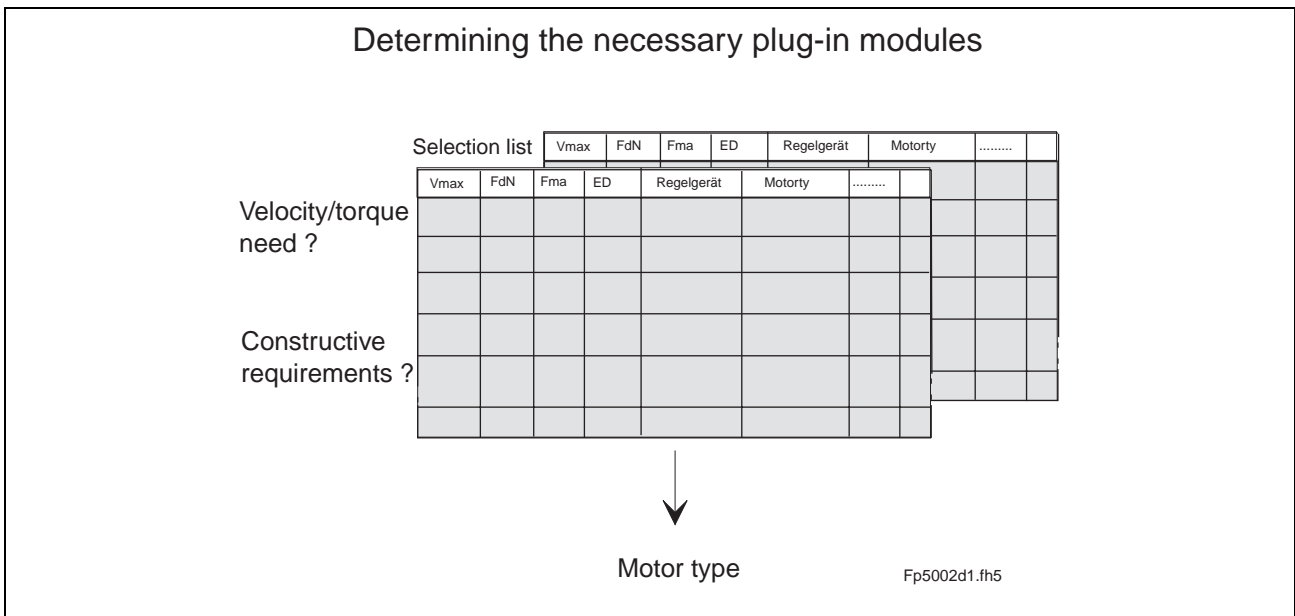 Determining the necessary plug-in modules
Selection list
Vmax FdN Fma ED Regelgerät Motorty .........
Vmax FdN Fma ED Regelgerät Motorty .........
Velocity/torque
need ?
Constructive
requirements ?
Motor type
Fp5002d1.fh5